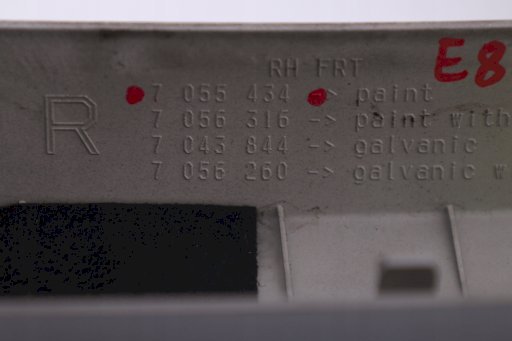 RH FRT
E8
R
7 055 434 -> paint
7 056 316 -> paint with
7 043 844 -> galvanic
7 056 260 -> galvanic w